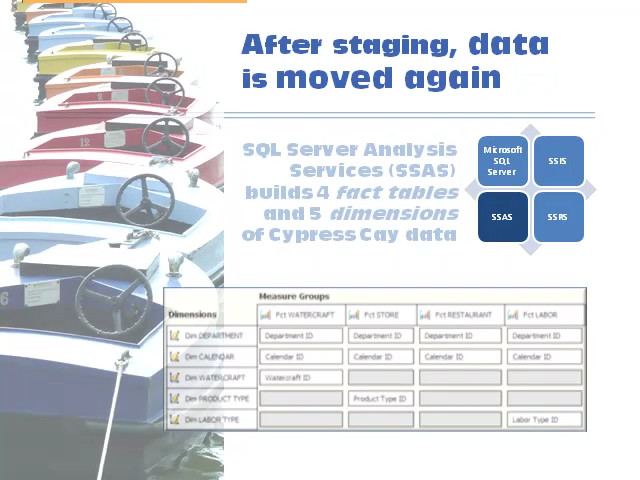 After staging, data
is moved again
SQL Server Analysis
Services (SSAS)
builds 4 fact tables
and 5 dimensions
of Cypress Cay data
Microsoft
SQL
Server
SSIS
SSAS
SSRS
Measure Groups
Dimensions Fct WATERCRAFT Fct STORE Fct RESTAURANT Fct LABOR
Dim DEPARTMENT Department ID Department ID Department ID Department ID
Dim CALENDAR Calendar ID Calendar ID Calendar ID Calendar ID
Dim WATERCRAFT Watercraft ID
Dim PRODUCT TYPE Product Type ID
Dim LABOR TYPE Labor Type ID
12